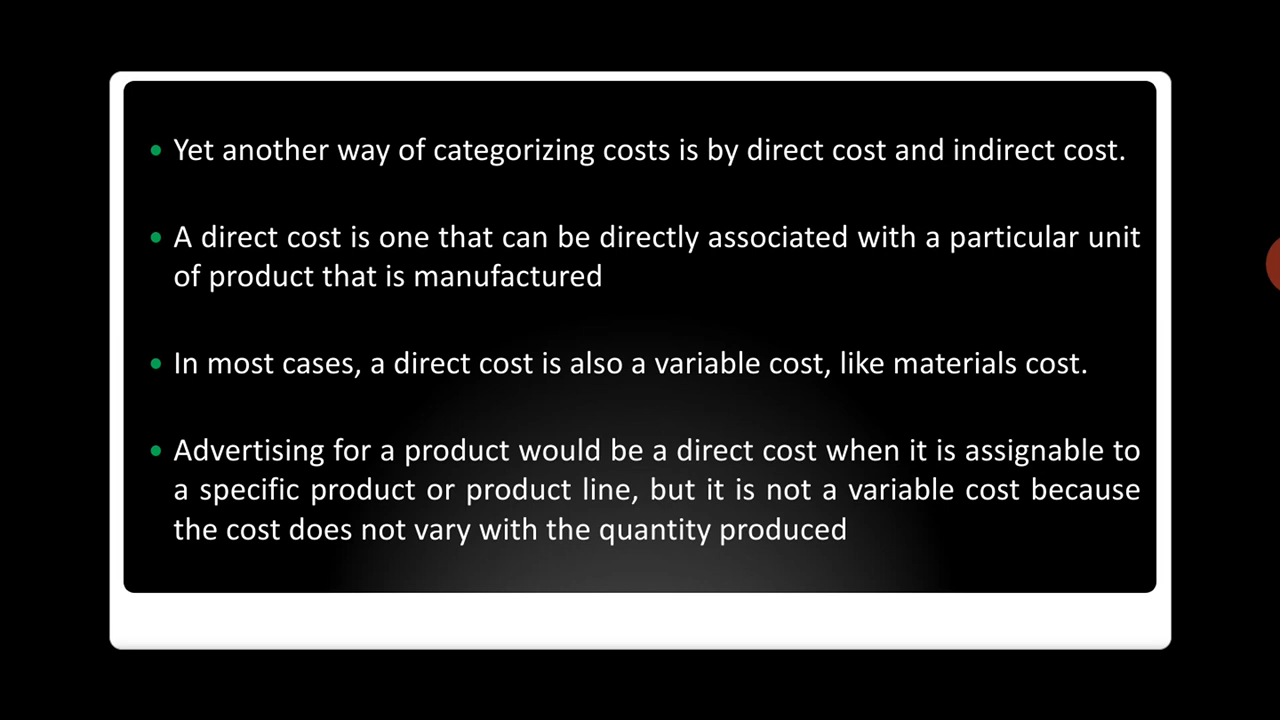 • Yet another way of categorizing costs is by direct cost and indirect cost.
• A direct cost is one that can be directly associated with a particular unit
of product that is manufactured
• In most cases, a direct cost is also a variable cost, like materials cost.
• Advertising for a product would be a direct cost when it is assignable to
a specific product or product line, but it is not a variable cost because
the cost does not vary with the quantity produced